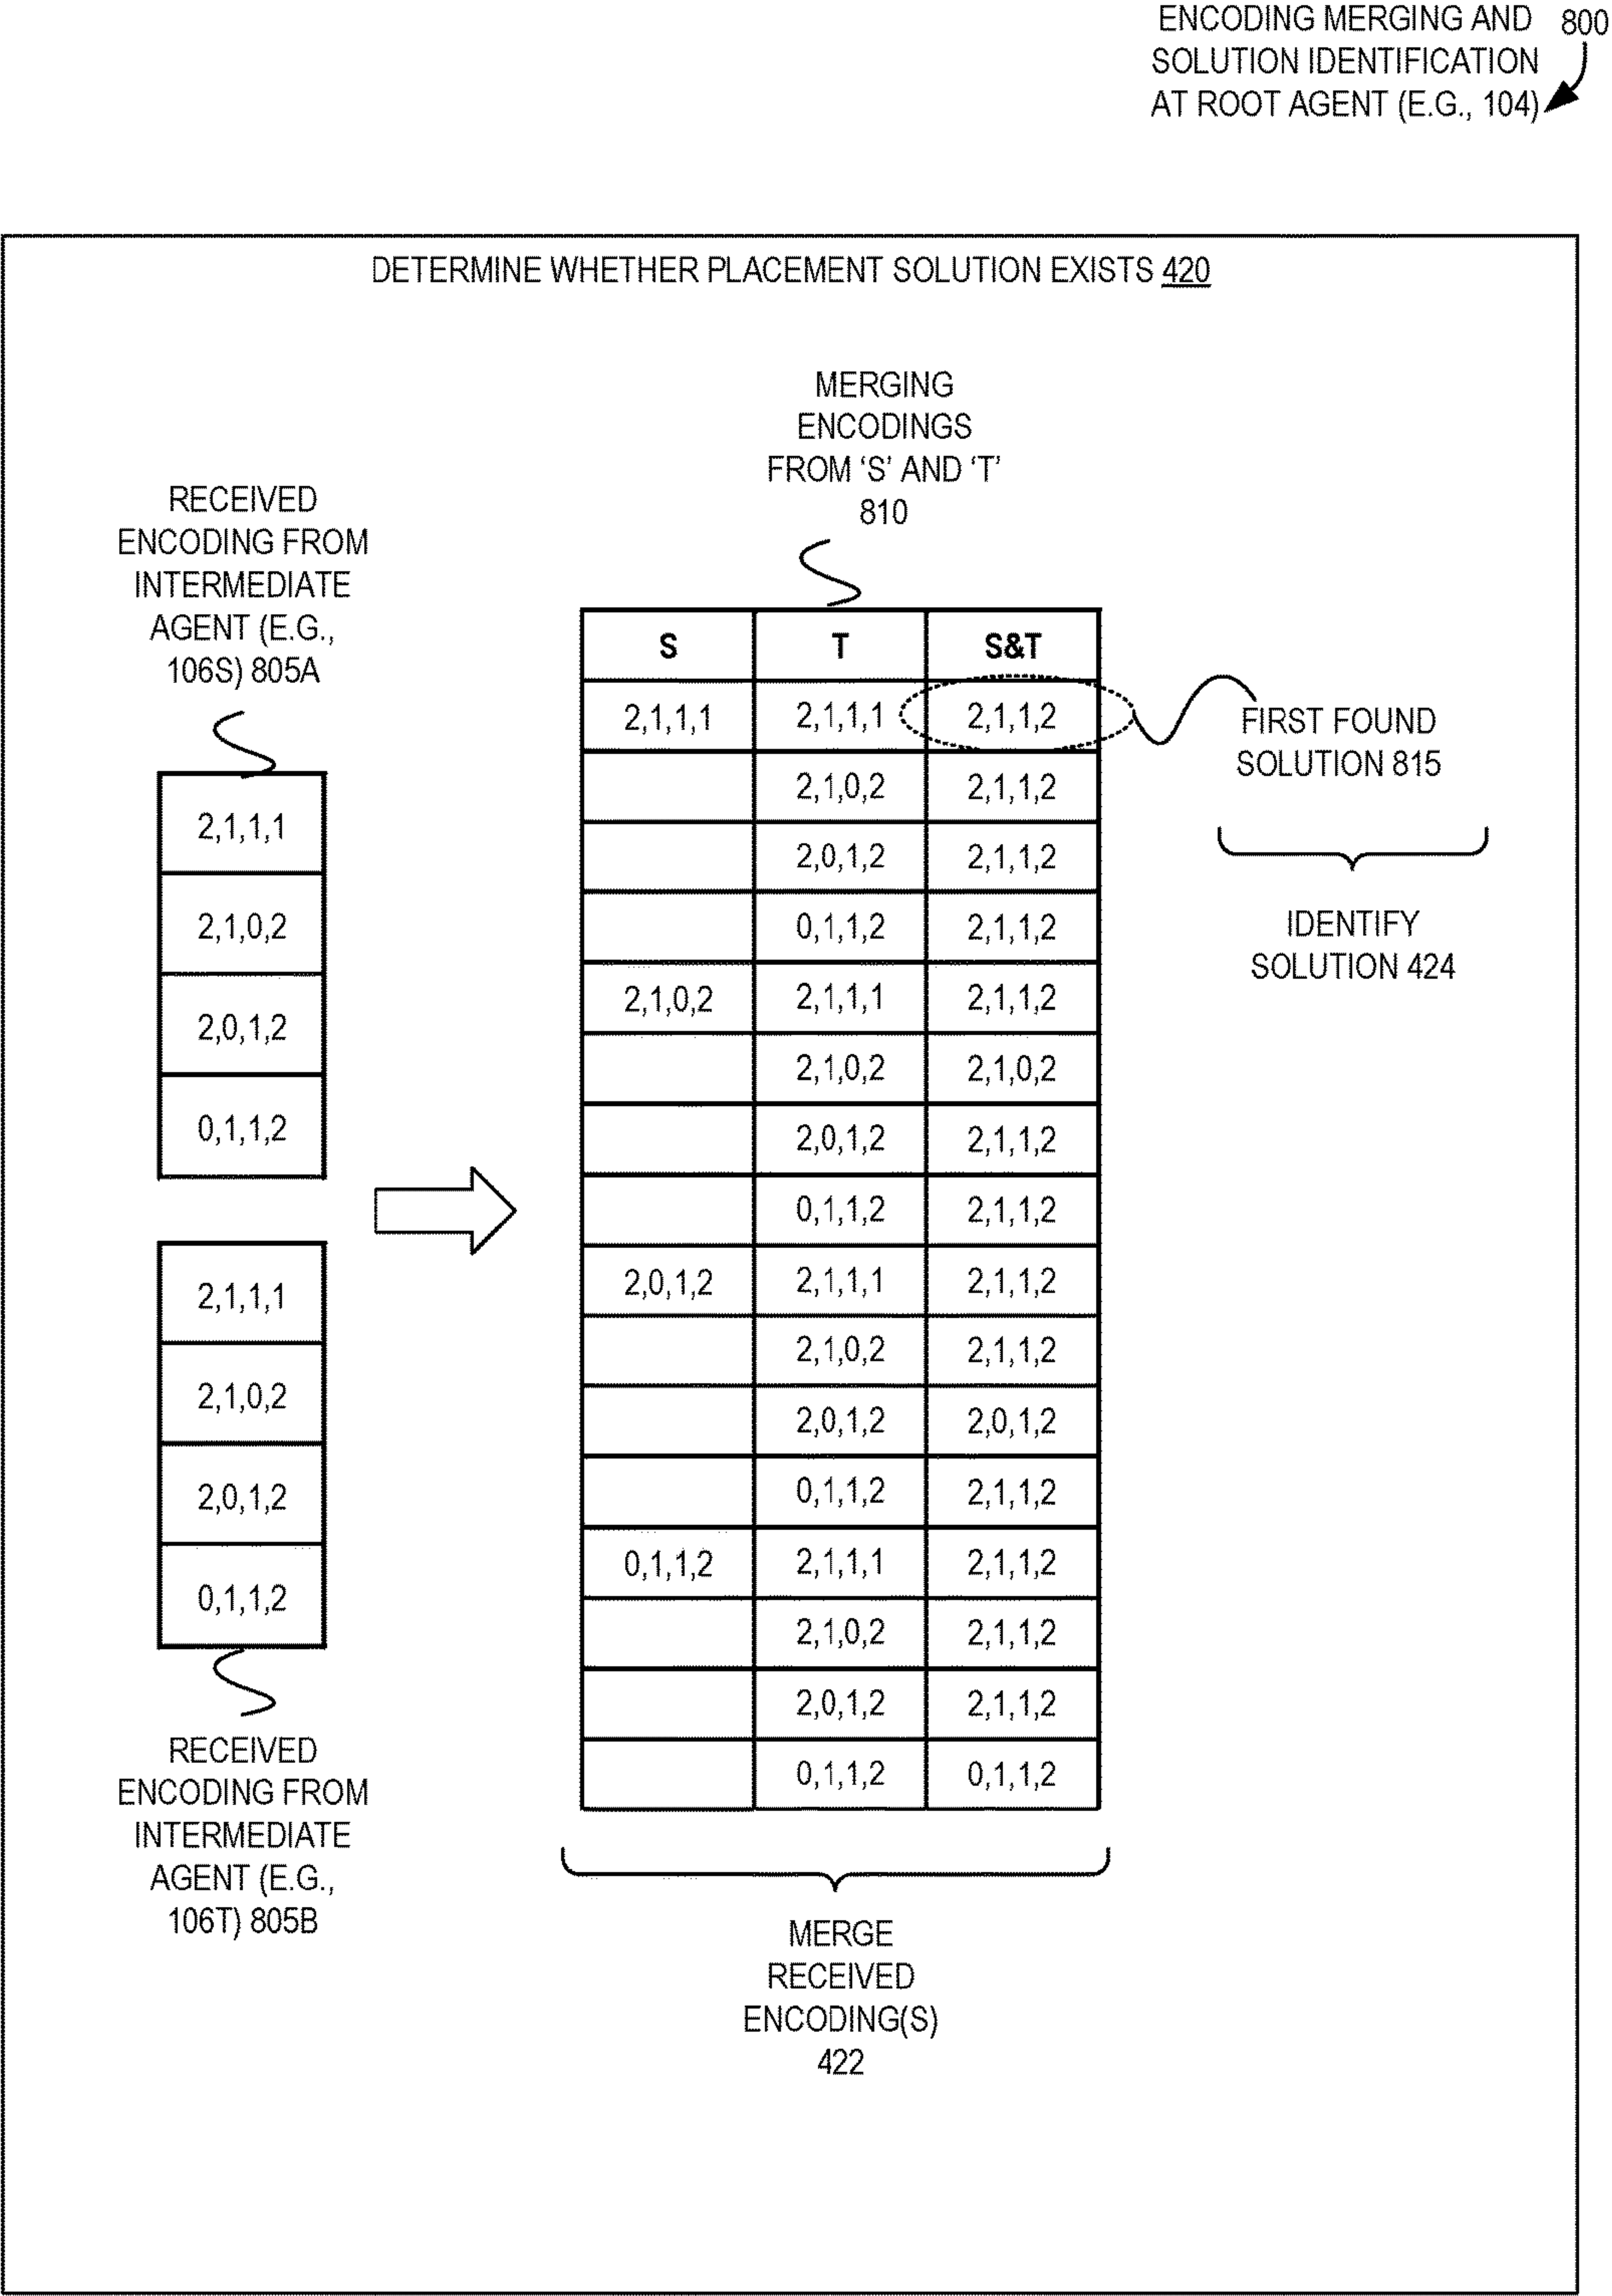 ENCODING MERGING AND 800
SOLUTION IDENTIFICATION
AT ROOT AGENT (E.G., 104)
DETERMINE WHETHER PLACEMENT SOLUTION EXISTS 420
MERGING
ENCODINGS
FROM ‘S’ AND ‘T’
810
RECEIVED
ENCODING FROM
INTERMEDIATE
AGENT (E.G.,
106S) 805A
2,1,1,1
2,1,0,2
2,0,1,2
0,1,1,2
2,1,1,1
2,1,0,2
2,0,1,2
0,1,1,2
RECEIVED
ENCODING FROM
INTERMEDIATE
AGENT (E.G.,
106T) 805B
S T S&T
2,1,1,1 2,1,1,1 2,1,1,2
2,1,0,2 2,1,1,2
2,0,1,2 2,1,1,2
0,1,1,2 2,1,1,2
2,1,0,2 2,1,1,1 2,1,1,2
2,1,0,2 2,1,0,2
2,0,1,2 2,1,1,2
0,1,1,2 2,1,1,2
2,0,1,2 2,1,1,1 2,1,1,2
2,1,0,2 2,1,1,2
2,0,1,2 2,0,1,2
0,1,1,2 2,1,1,2
0,1,1,2 2,1,1,1 2,1,1,2
2,1,0,2 2,1,1,2
2,0,1,2 2,1,1,2
0,1,1,2 0,1,1,2
FIRST FOUND
SOLUTION 815
IDENTIFY
SOLUTION 424
MERGE
RECEIVED
ENCODING(S)
422